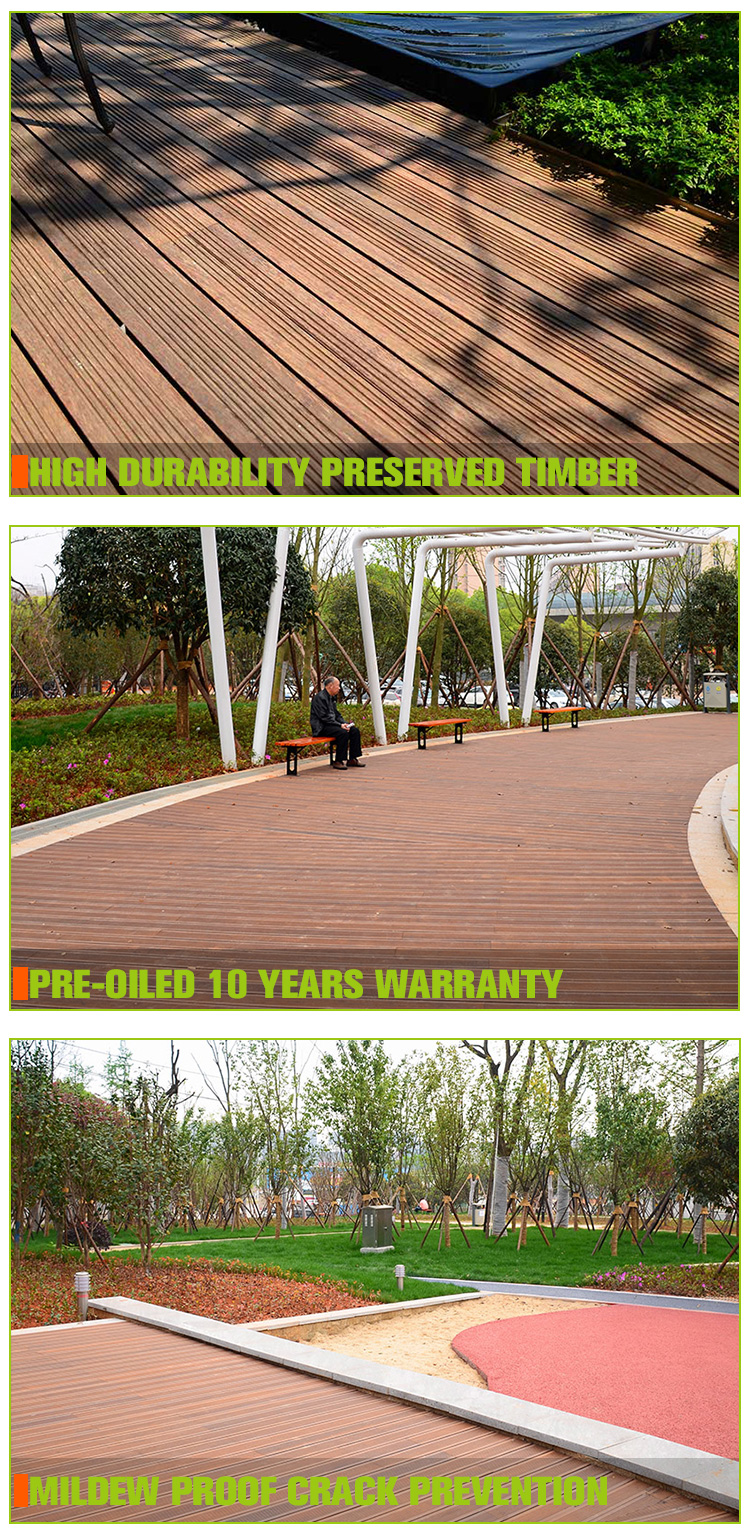 HIGH DURABILITY PRESERVED TIMBER
PRE-OILED 10 YEARS WARRANTY
MILDEW PROOF CRACK PREVENTION